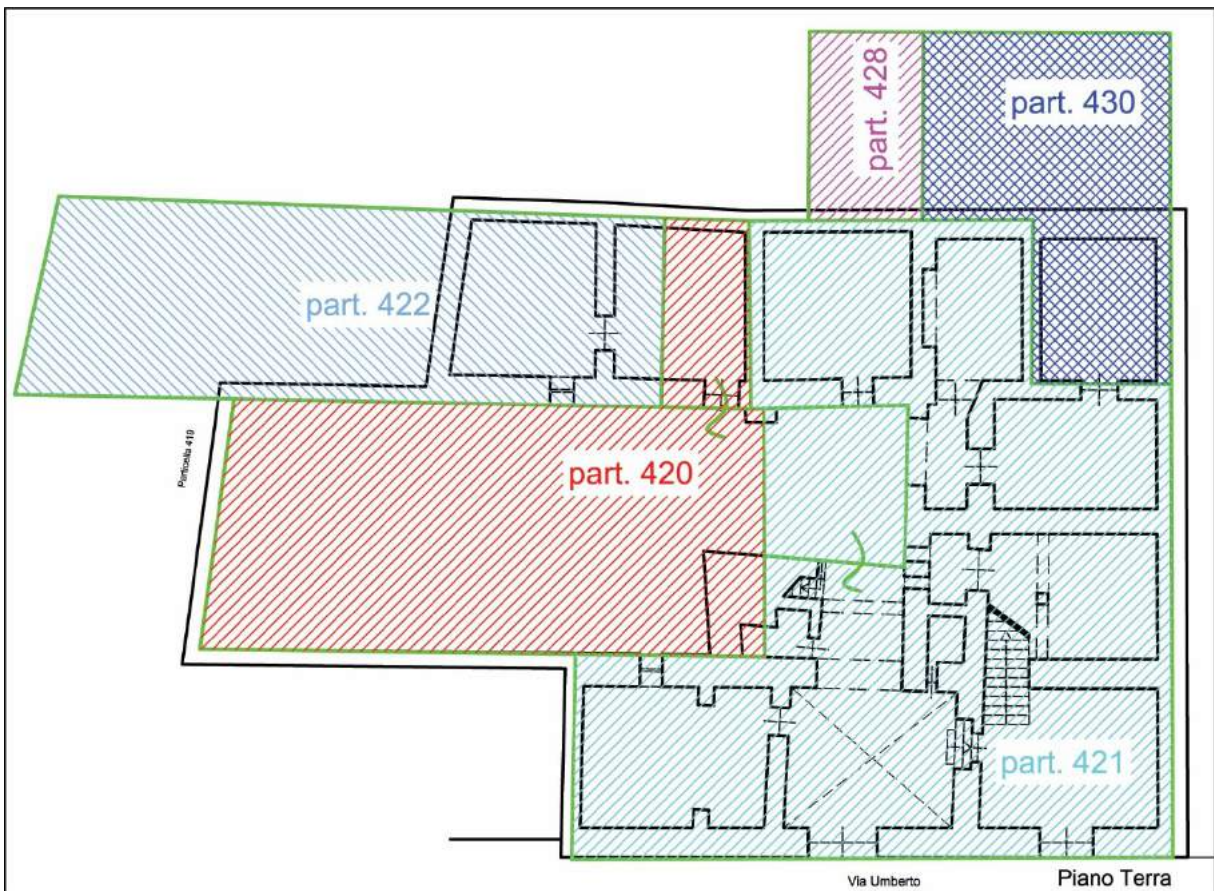 part. 428
part. 430
part. 422
Particella 419
part. 420
part. 421
Via Umberto
Piano Terra